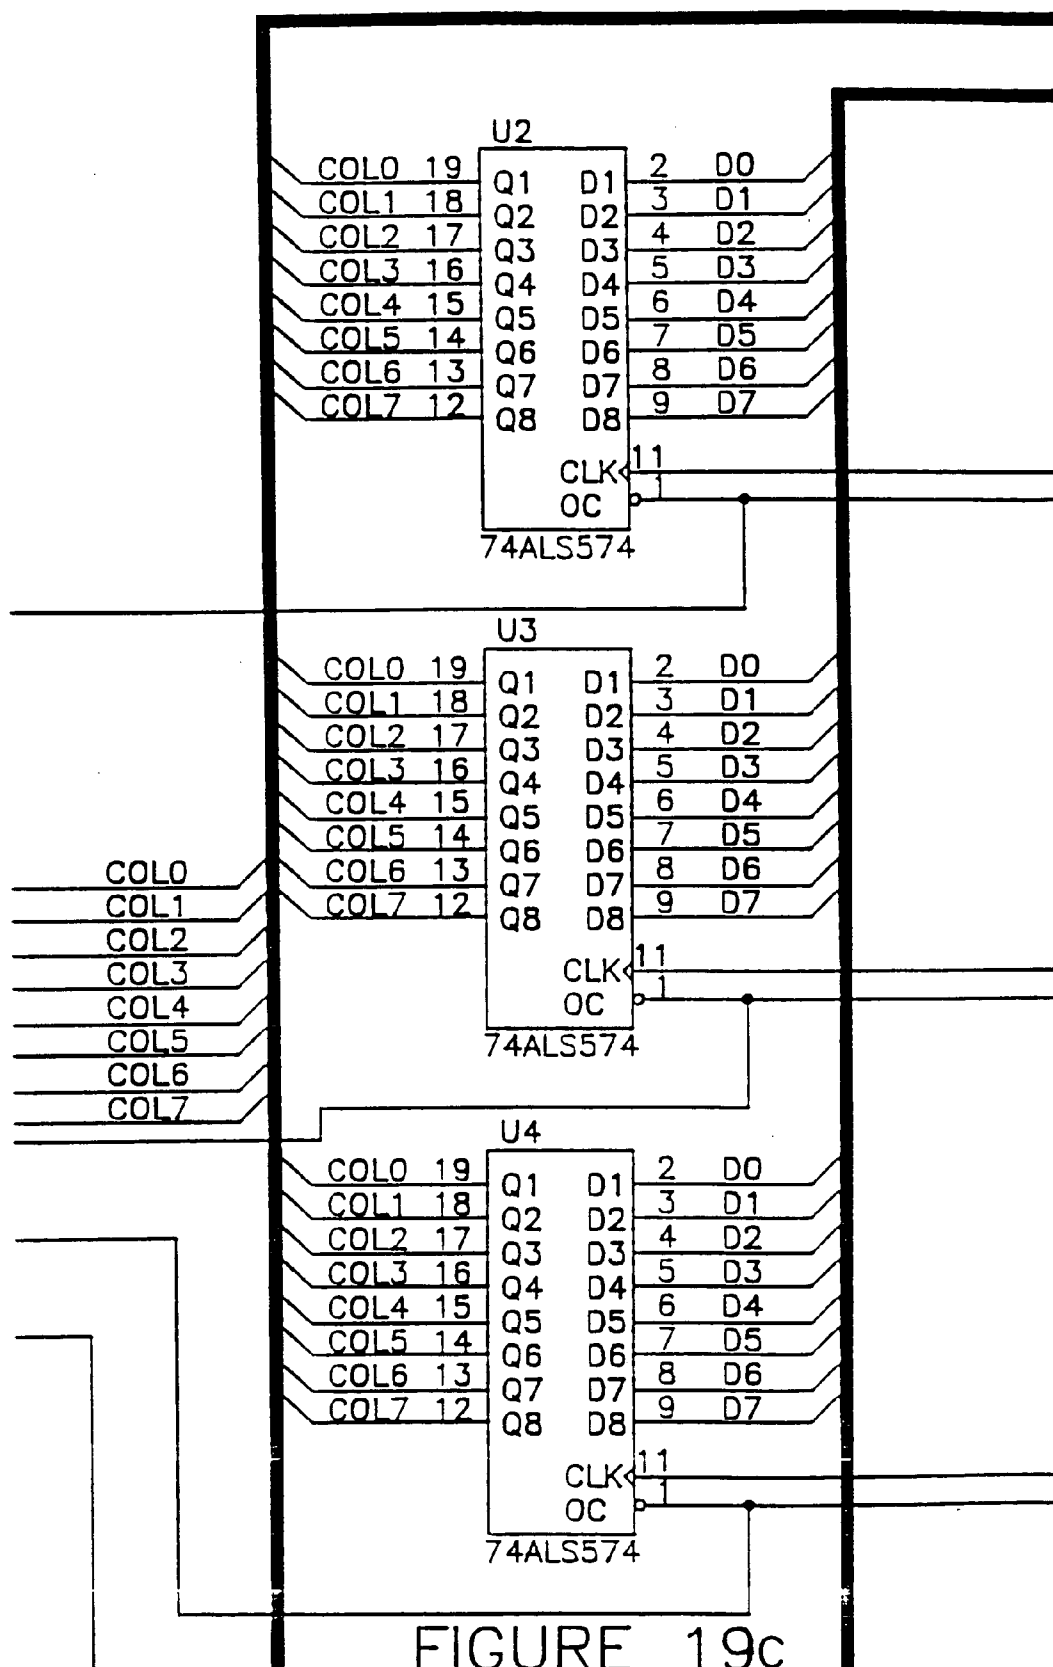 U2
COL0 19 Q1 D1 2 D0
COL1 18 Q2 D2 3 D1
COL2 17 Q3 D3 4 D2
COL3 16 Q4 D4 5 D3
COL4 15 Q5 D5 6 D4
COL5 14 Q6 D6 7 D5
COL6 13 Q7 D7 8 D6
COL7 12 Q8 D8 9 D7
CLK 11
OC 1
74ALS574
U3
COL0 19 Q1 D1 2 D0
COL1 18 Q2 D2 3 D1
COL2 17 Q3 D3 4 D2
COL3 16 Q4 D4 5 D3
COL4 15 Q5 D5 6 D4
COL5 14 Q6 D6 7 D5
COL6 13 Q7 D7 8 D6
COL7 12 Q8 D8 9 D7
CLK 11
OC 1
74ALS574
COL0
COL1
COL2
COL3
COL4
COL5
COL6
COL7
U4
COL0 19 Q1 D1 2 D0
COL1 18 Q2 D2 3 D1
COL2 17 Q3 D3 4 D2
COL3 16 Q4 D4 5 D3
COL4 15 Q5 D5 6 D4
COL5 14 Q6 D6 7 D5
COL6 13 Q7 D7 8 D6
COL7 12 Q8 D8 9 D7
CLK 11
OC 1
74ALS574
FIGURE 19c